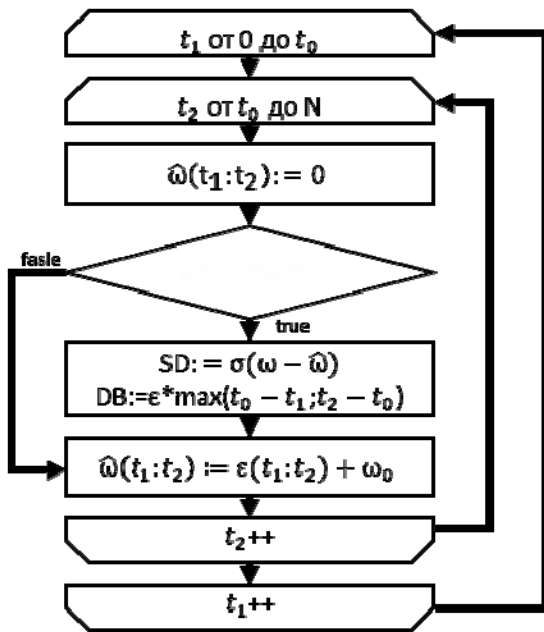 t₁ от 0 до t₀
t₂ от t₀ до N
ω̂(t₁:t₂):= 0
fasle
true
SD:= σ(ω − ω̂)
DB:=ε*max(t₀ − t₁;t₂ − t₀)
ω̂(t₁:t₂) := ε(t₁:t₂) + ω₀
t₂++
t₁++